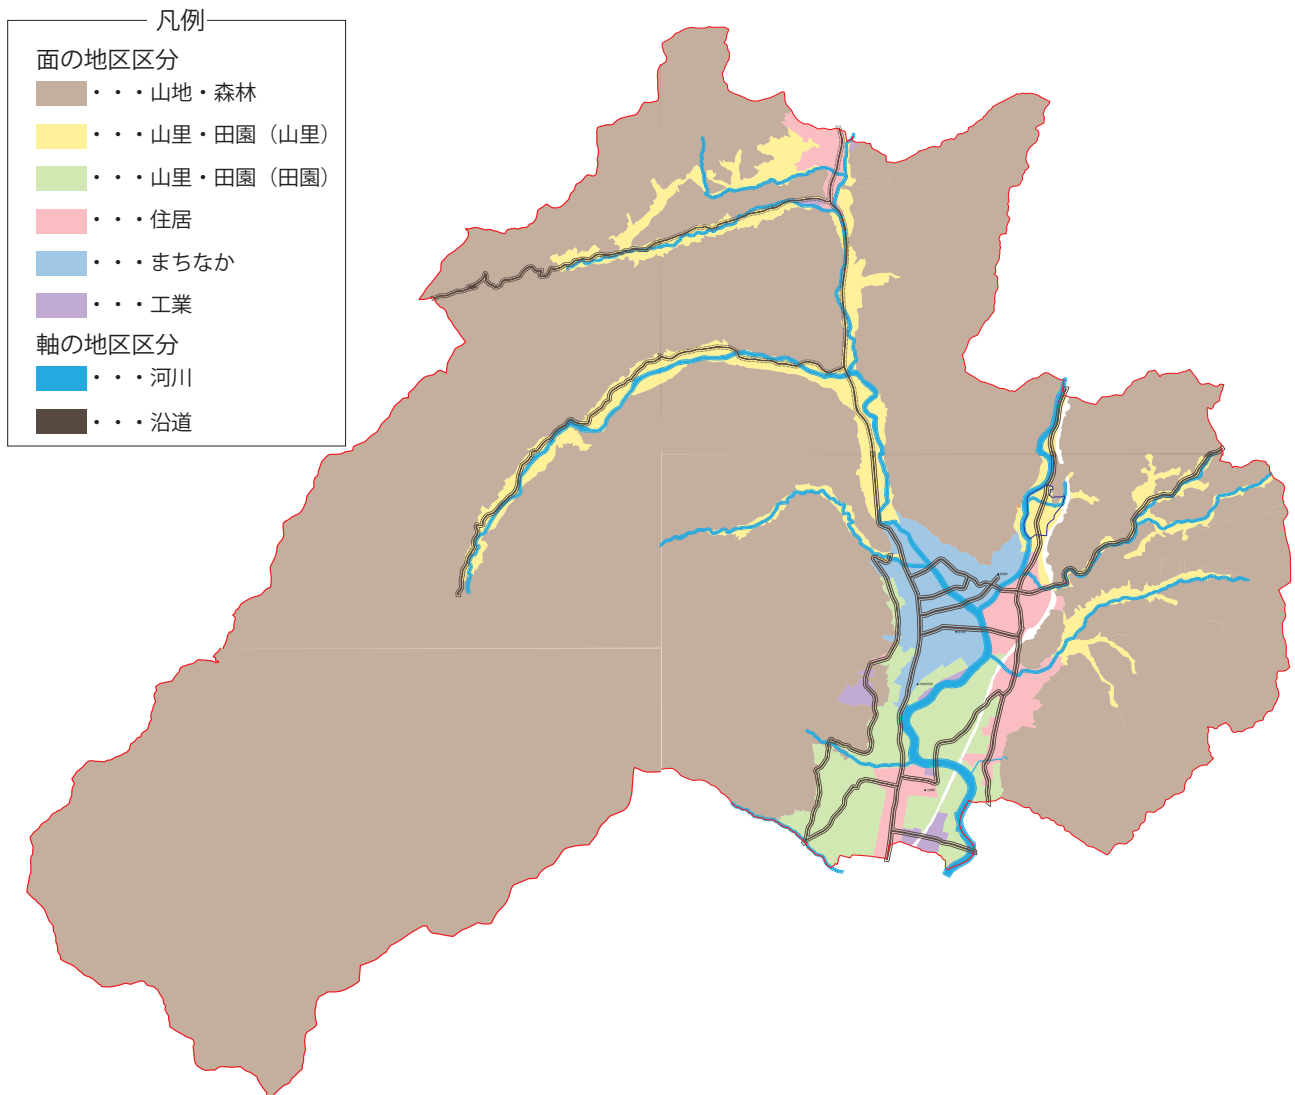 凡例
面の地区区分
・・・山地・森林
・・・山里・田園（山里）
・・・山里・田園（田園）
・・・住居
・・・まちなか
・・・工業
軸の地区区分
・・・河川
・・・沿道